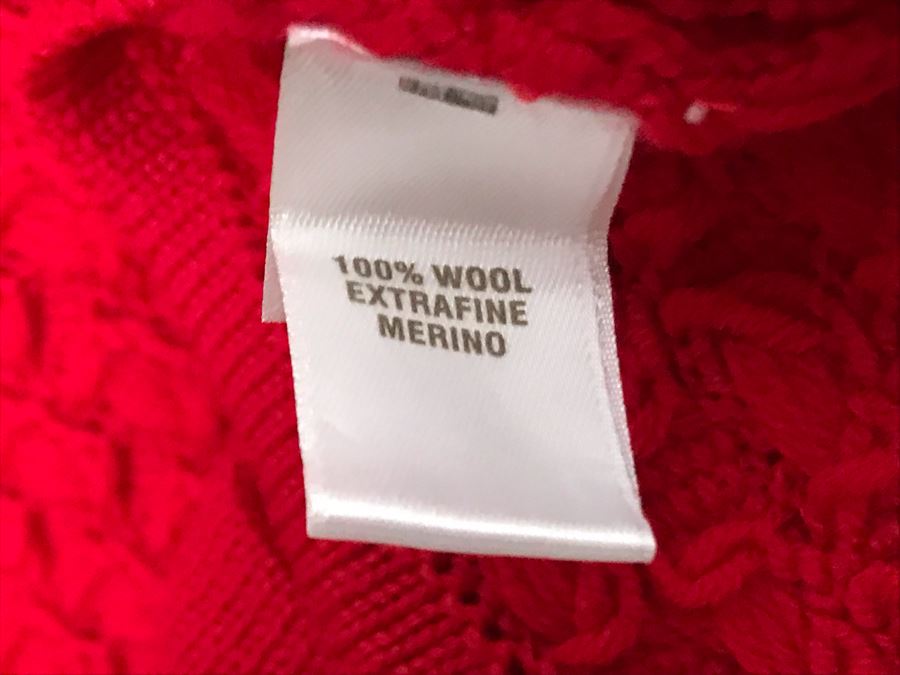 100% WOOL
EXTRAFINE
MERINO